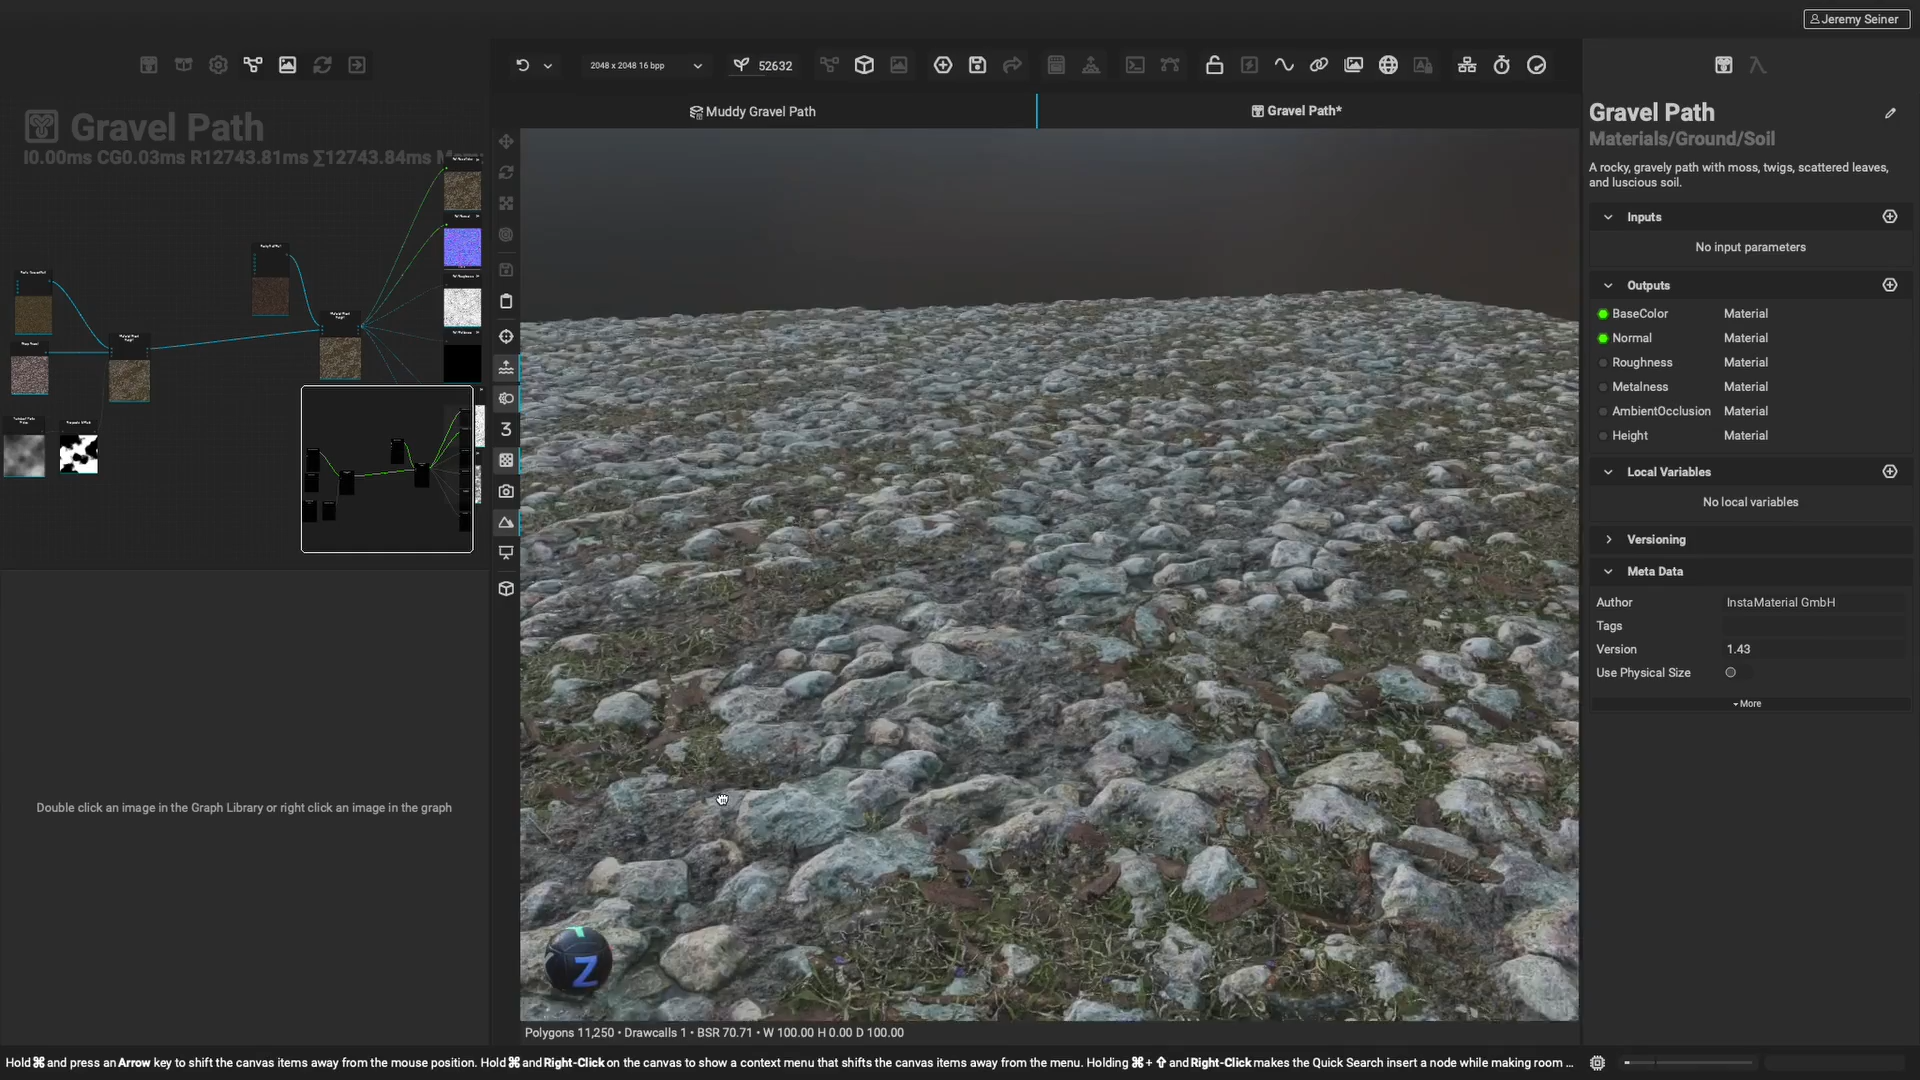 Jeremy Seiner
2048 x 2048 16 bpp
52632
Gravel Path
I0.00ms CG0.03ms R12743.81ms ∑12743.84ms
Muddy Gravel Path
Gravel Path*
3
Gravel Path
Materials/Ground/Soil
A rocky, gravely path with moss, twigs, scattered leaves,
and luscious soil.
Inputs
No input parameters
Outputs
BaseColor Material
Normal Material
Roughness Material
Metalness Material
AmbientOcclusion Material
Height Material
Local Variables
No local variables
Versioning
Meta Data
Author InstaMaterial GmbH
Tags
Version 1.43
Use Physical Size
More
Double click an image in the Graph Library or right click an image in the graph
Z
Polygons 11,250 • Drawcalls 1 • BSR 70.71 • W 100.00 H 0.00 D 100.00
Hold ⌘ and press an Arrow key to shift the canvas items away from the mouse position. Hold ⌘ and Right-Click on the canvas to show a context menu that shifts the canvas items away from the menu. Holding ⌘ + ⇧ and Right-Click makes the Quick Search insert a node while making room ...